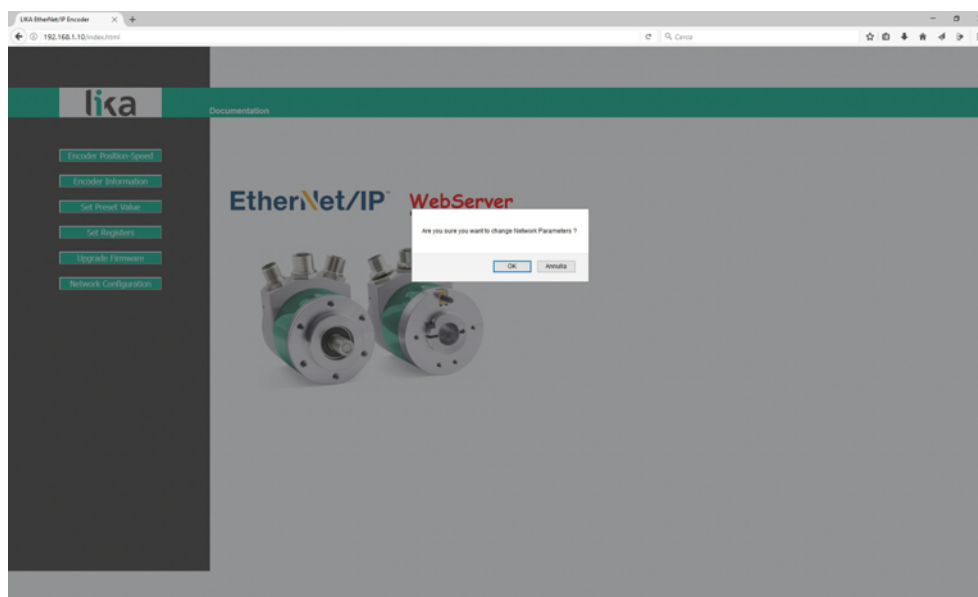 LIKA EtherNet/IP Encoder
192.168.1.10/index.html
Cerca
lika
Documentation
Encoder Position-Speed
Encoder Information
Set Preset Value
Set Registers
Upgrade Firmware
Network Configuration
EtherNet/IP
WebServer
Are you sure you want to change Network Parameters ?
OK
Annulla